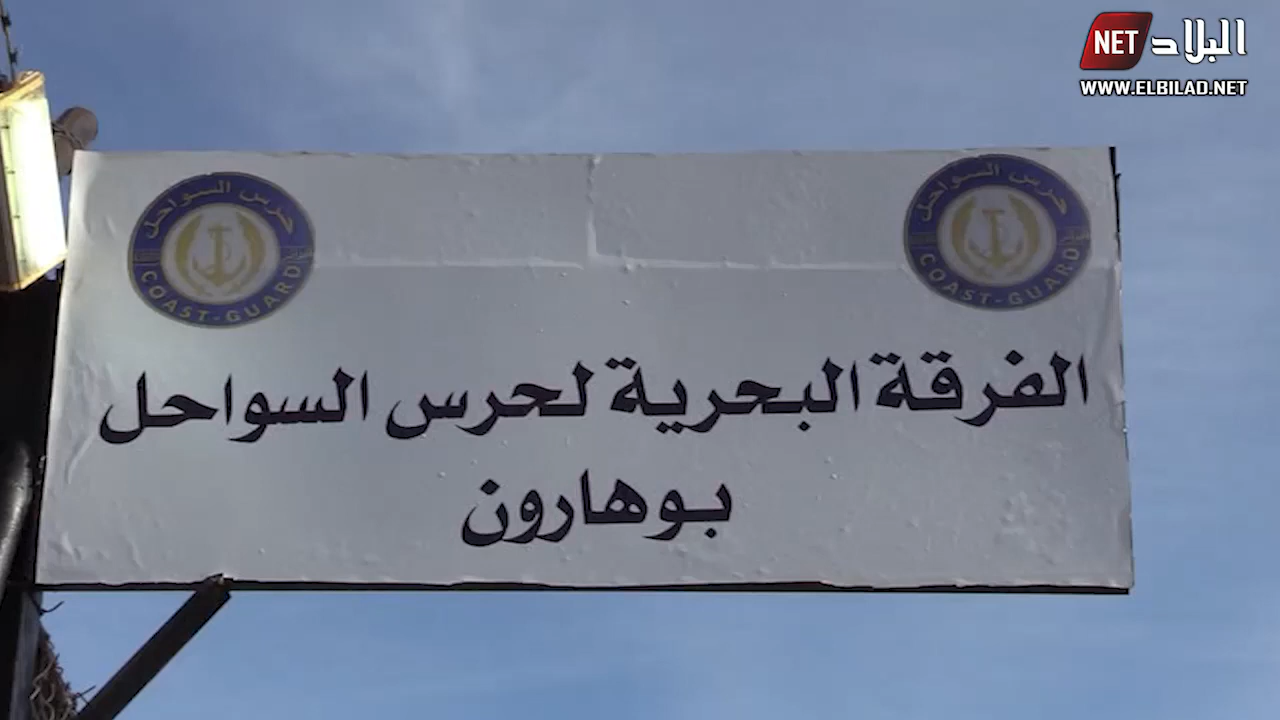 البلاد NET
WWW.ELBILAD.NET
حرس السواحل
COAST-GUARD
حرس السواحل
COAST-GUARD
الفرقة البحرية لحرس السواحل
بوهارون